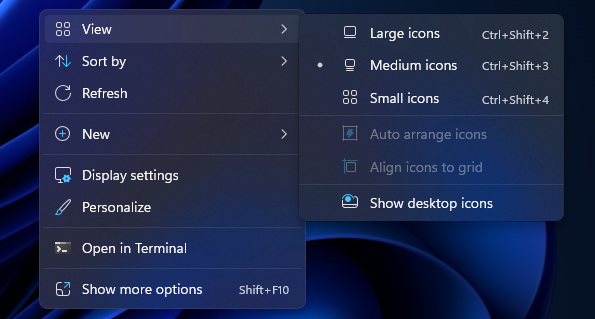 View
Sort by
Refresh
New
Display settings
Personalize
Open in Terminal
Show more options Shift+F10
Large icons Ctrl+Shift+2
Medium icons Ctrl+Shift+3
Small icons Ctrl+Shift+4
Auto arrange icons
Align icons to grid
Show desktop icons